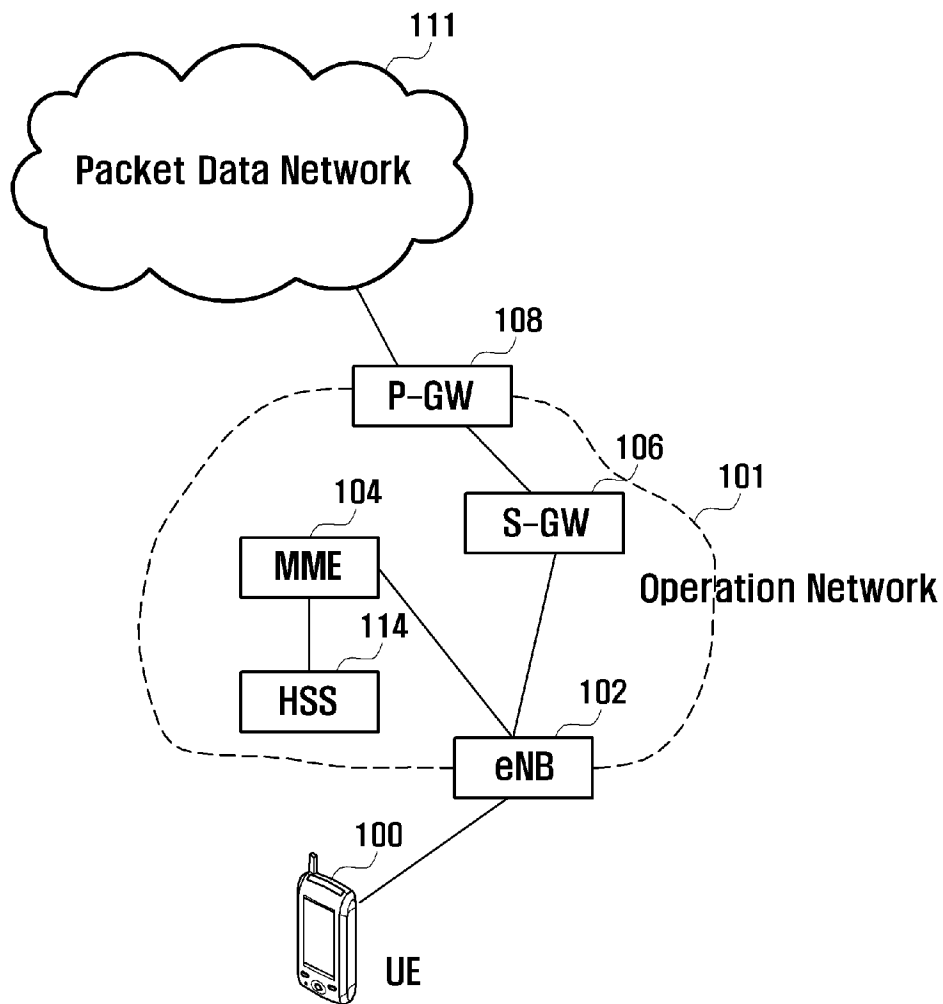 111
Packet Data Network
108
P-GW
106
S-GW
101
104
MME
Operation Network
114
HSS
102
eNB
100
UE